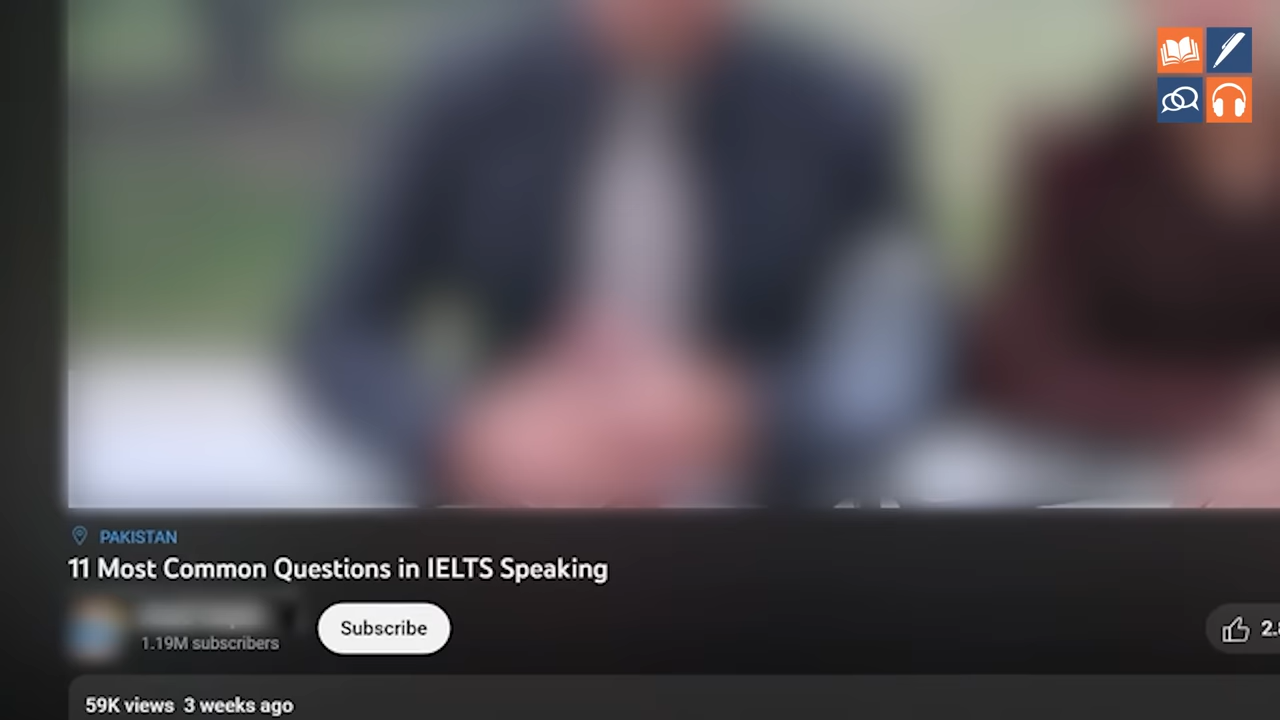 PAKISTAN
11 Most Common Questions in IELTS Speaking
1.19M subscribers
Subscribe
59K views 3 weeks ago